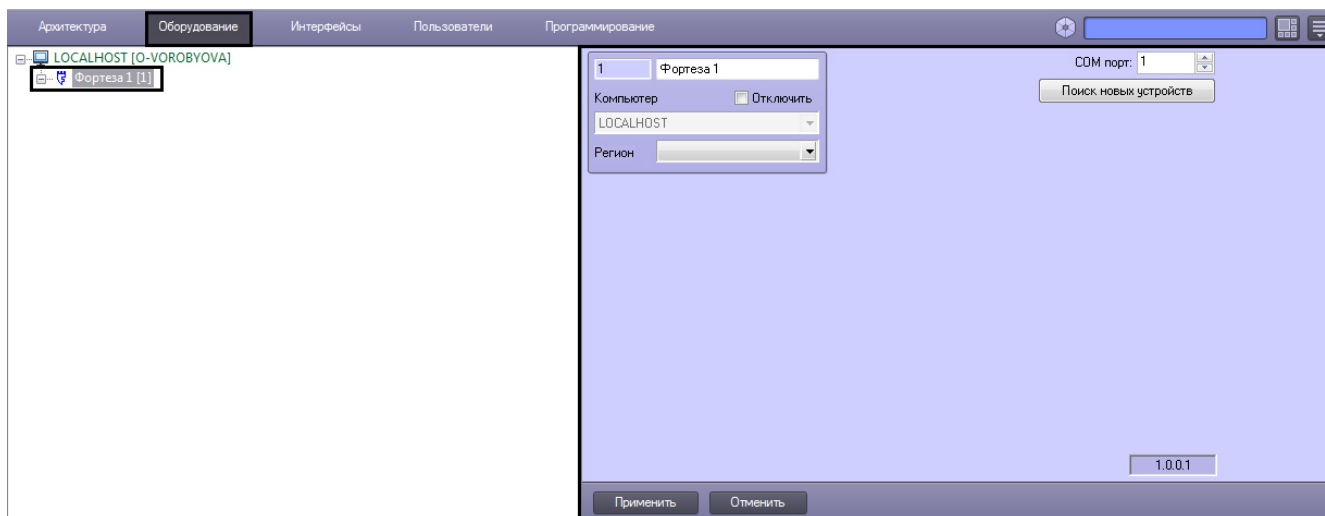 Архитектура Оборудование Интерфейсы Пользователи Программирование
LOCALHOST [O-VOROBYOVA]
Фортеза 1 [1]
1 Фортеза 1
Компьютер Отключить
LOCALHOST
Регион
COM порт: 1
Поиск новых устройств
1.0.0.1
Применить Отменить